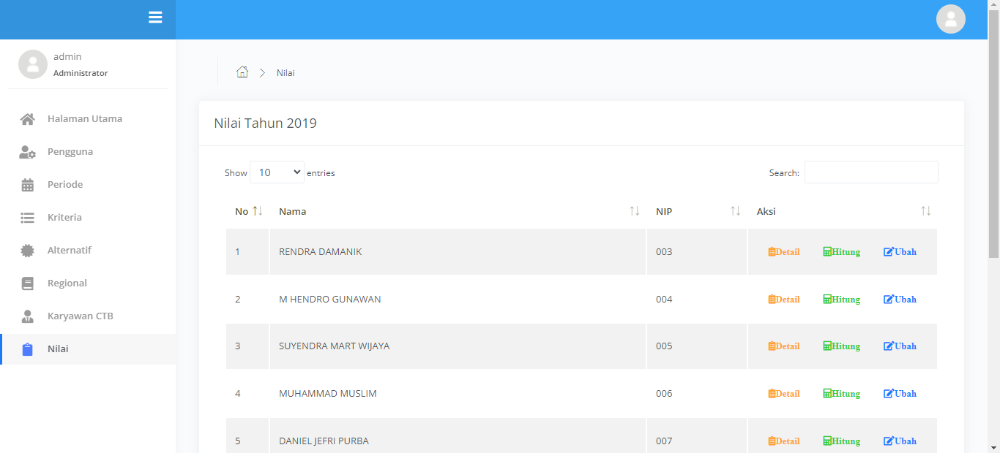 admin
Administrator
Halaman Utama
Pengguna
Periode
Kriteria
Alternatif
Regional
Karyawan CTB
Nilai
Nilai
Nilai Tahun 2019
Show 10 entries
Search:
No Nama NIP Aksi
1 RENDRA DAMANIK 003 Detail Hitung Ubah
2 M HENDRO GUNAWAN 004 Detail Hitung Ubah
3 SUYENDRA MART WIJAYA 005 Detail Hitung Ubah
4 MUHAMMAD MUSLIM 006 Detail Hitung Ubah
5 DANIEL JEFRI PURBA 007 Detail Hitung Ubah